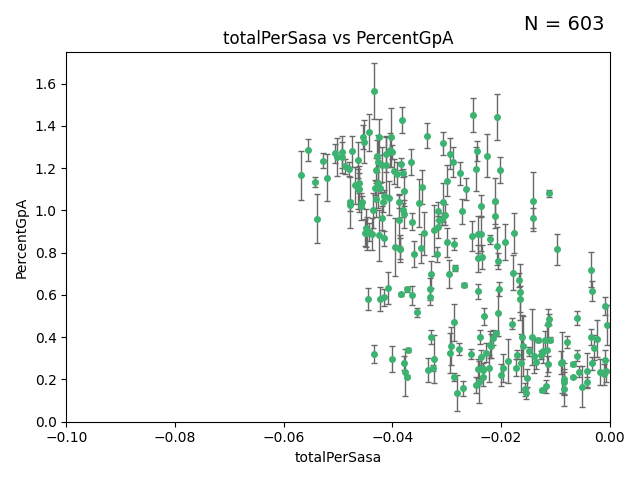 N = 603
totalPerSasa vs PercentGpA
1.6
1.4
1.2
1.0
0.8
0.6
0.4
0.2
0.0
PercentGpA
−0.10 −0.08 −0.06 −0.04 −0.02 0.00
totalPerSasa